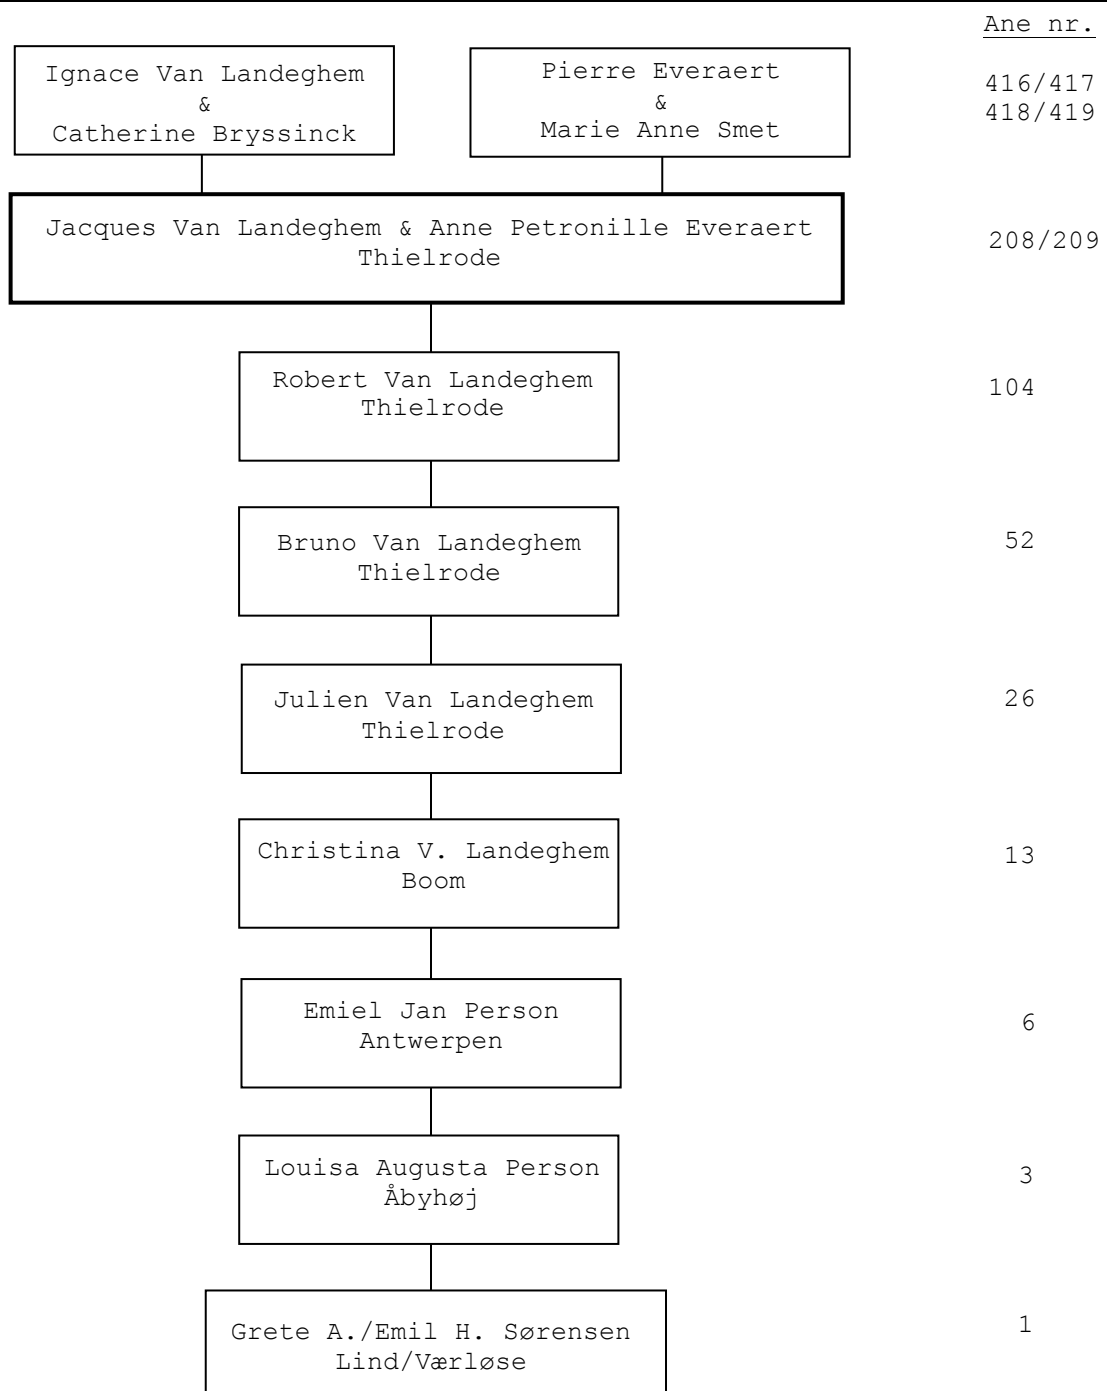 Ane nr.
Ignace Van Landeghem
&
Catherine Bryssinck
Pierre Everaert
&
Marie Anne Smet
416/417
418/419
Jacques Van Landeghem & Anne Petronille Everaert
Thielrode
208/209
Robert Van Landeghem
Thielrode
104
Bruno Van Landeghem
Thielrode
52
Julien Van Landeghem
Thielrode
26
Christina V. Landeghem
Boom
13
Emiel Jan Person
Antwerpen
6
Louisa Augusta Person
Åbyhøj
3
Grete A./Emil H. Sørensen
Lind/Værløse
1